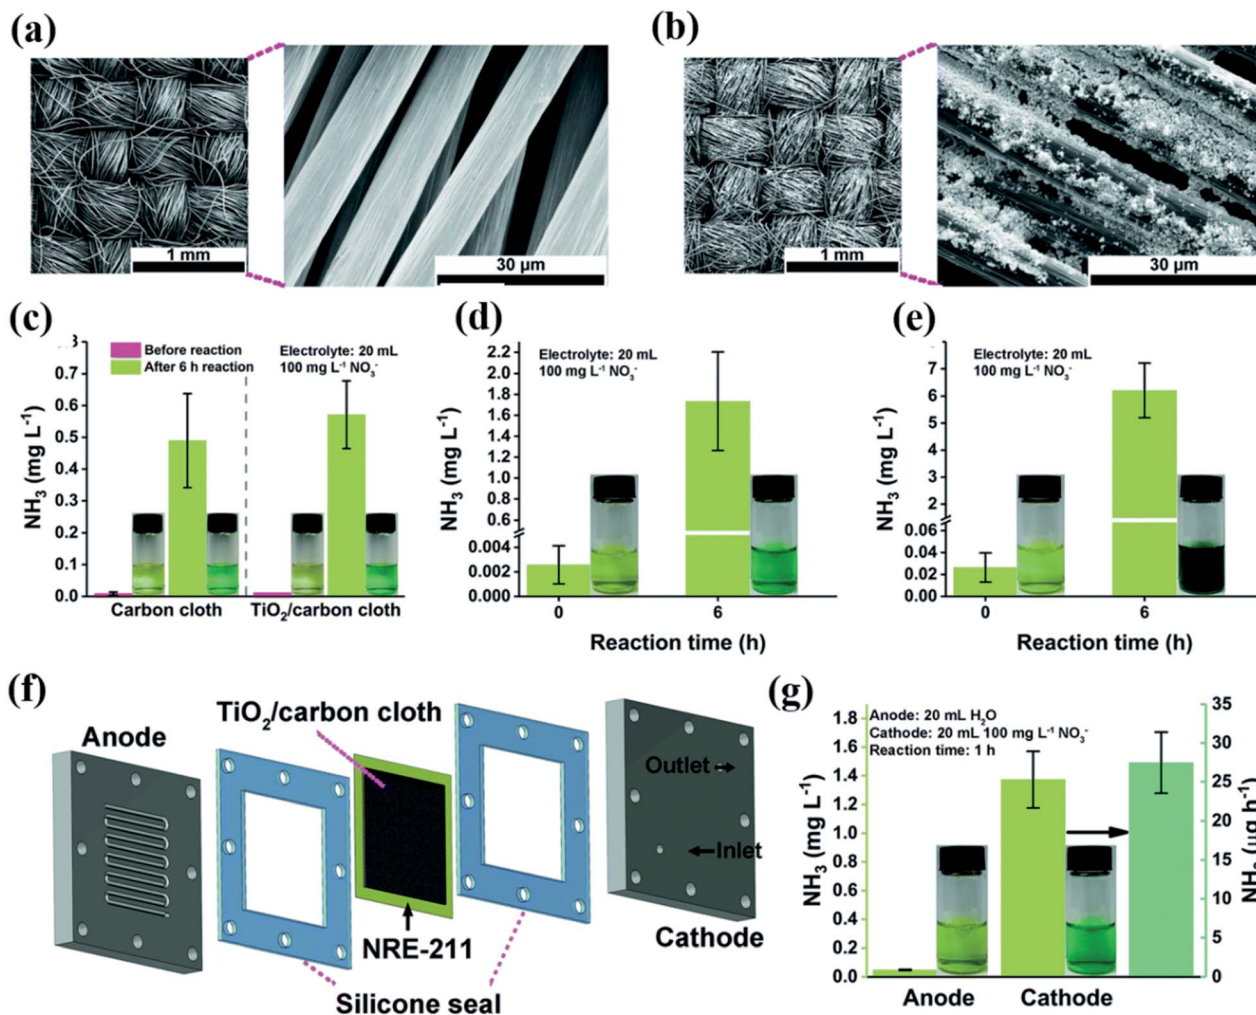 (a)
(b)
1 mm
30 µm
1 mm
30 µm
(c)
(d)
(e)
Before reaction
After 6 h reaction
Electrolyte: 20 mL
100 mg L⁻¹ NO₃⁻
NH₃ (mg L⁻¹)
0.7
0.6
0.5
0.4
0.3
0.2
0.1
0.0
Carbon cloth
TiO₂/carbon cloth
Electrolyte: 20 mL
100 mg L⁻¹ NO₃⁻
NH₃ (mg L⁻¹)
2.2
2.0
1.8
1.6
1.4
1.2
1.0
0.8
0.6
0.004
0.002
0.000
0
6
Reaction time (h)
Electrolyte: 20 mL
100 mg L⁻¹ NO₃⁻
NH₃ (mg L⁻¹)
7
6
5
4
3
2
0.06
0.04
0.02
0.00
0
6
Reaction time (h)
(f)
Anode
TiO₂/carbon cloth
Outlet
Inlet
NRE-211
Cathode
Silicone seal
(g)
Anode: 20 mL H₂O
Cathode: 20 mL 100 mg L⁻¹ NO₃⁻
Reaction time: 1 h
NH₃ (mg L⁻¹)
1.8
1.6
1.4
1.2
1.0
0.8
0.6
0.4
0.2
0.0
Anode
Cathode
35
30
25
20
15
10
5
0